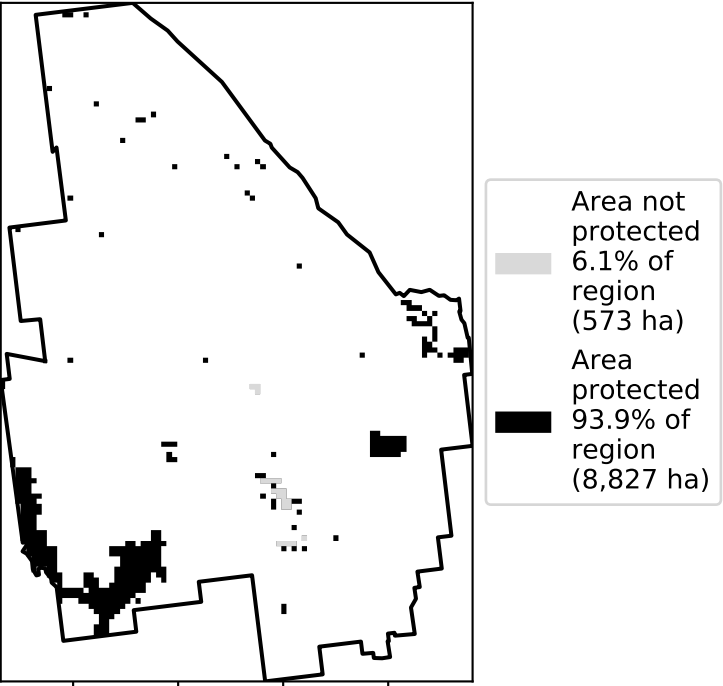 Area not
protected
6.1% of
region
(573 ha)
Area
protected
93.9% of
region
(8,827 ha)